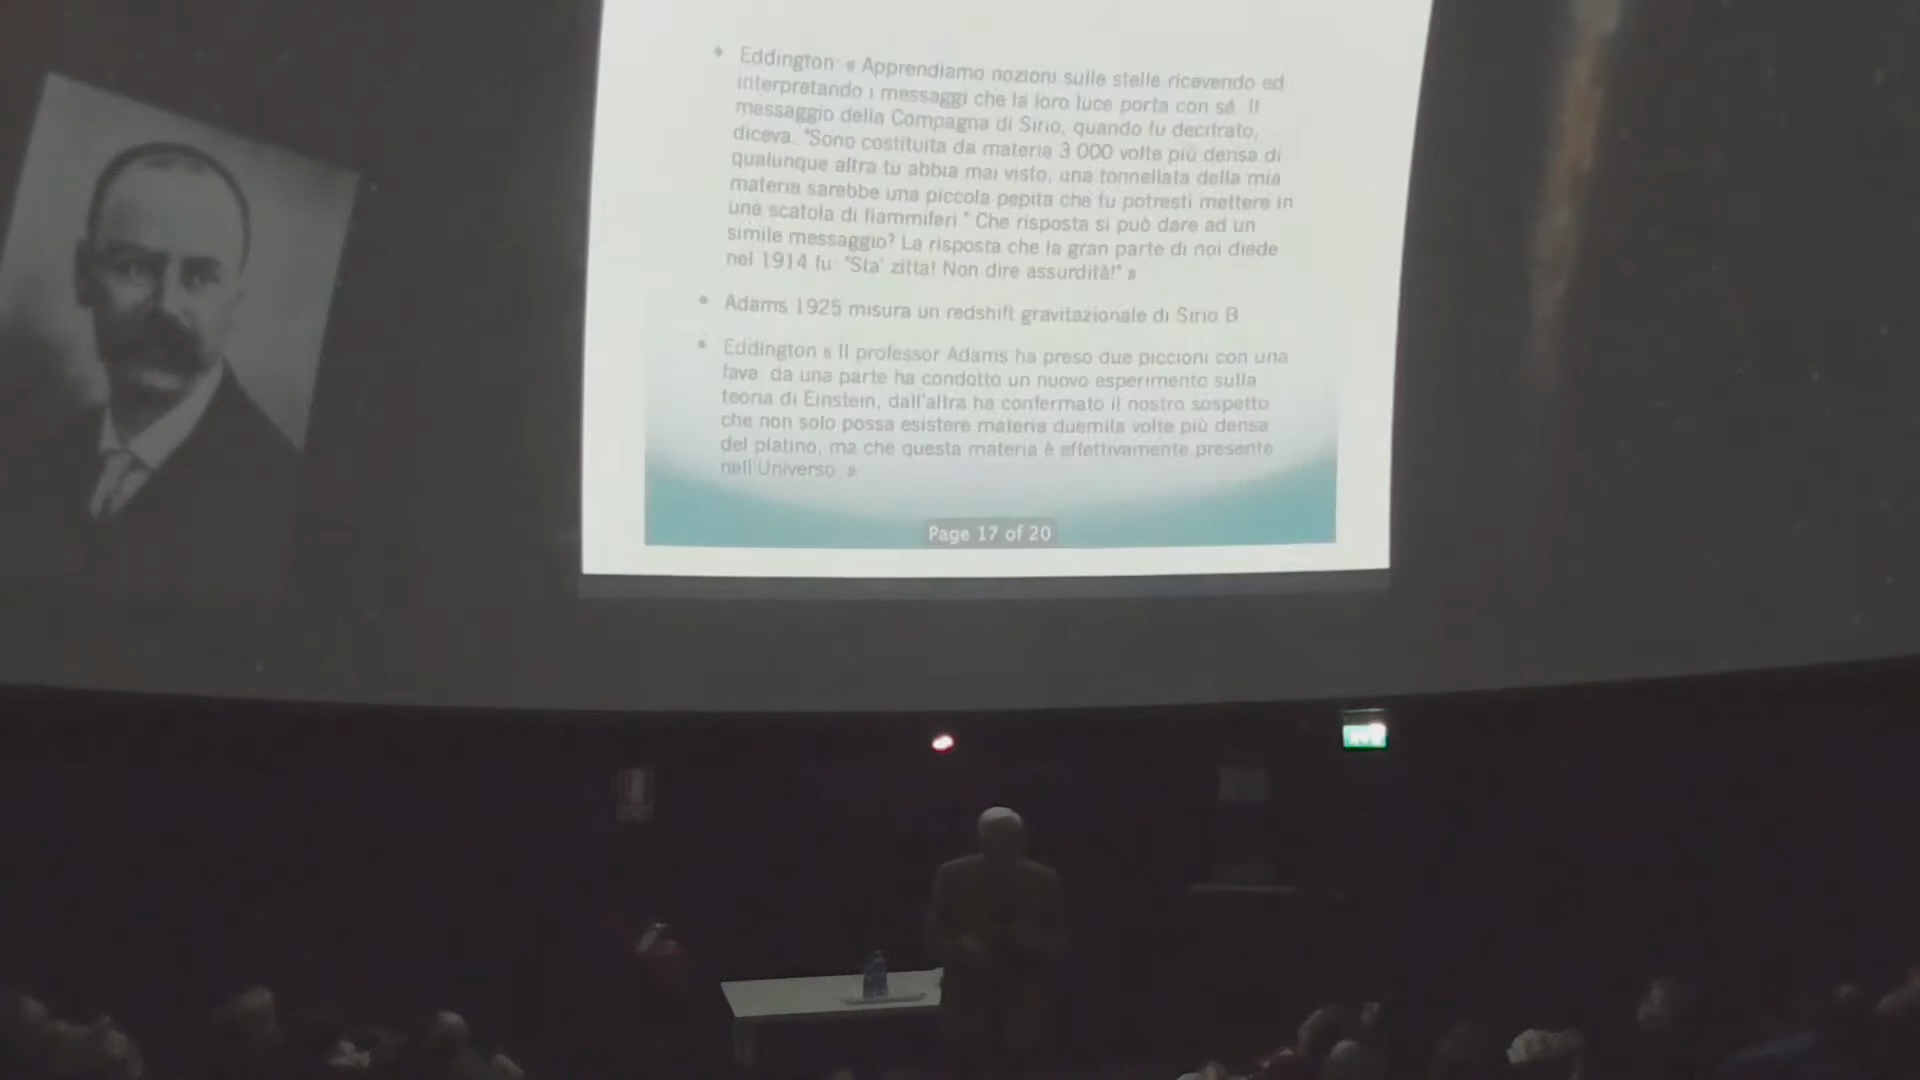 • Eddington: « Apprendiamo nozioni sulle stelle ricevendo ed
interpretando i messaggi che la loro luce porta con sé. Il
messaggio della Compagna di Sirio, quando fu decifrato,
diceva: "Sono costituita da materia 3 000 volte più densa di
qualunque altra tu abbia mai visto, una tonnellata della mia
materia sarebbe una piccola pepita che tu potresti mettere in
una scatola di fiammiferi." Che risposta si può dare ad un
simile messaggio? La risposta che la gran parte di noi diede
nel 1914 fu: "Sta' zitta! Non dire assurdità!" »
• Adams 1925 misura un redshift gravitazionale di Sirio B
• Eddington « Il professor Adams ha preso due piccioni con una
fava: da una parte ha condotto un nuovo esperimento sulla
teoria di Einstein, dall'altra ha confermato il nostro sospetto
che non solo possa esistere materia duemila volte più densa
del platino, ma che questa materia è effettivamente presente
nell'Universo. »
Page 17 of 20